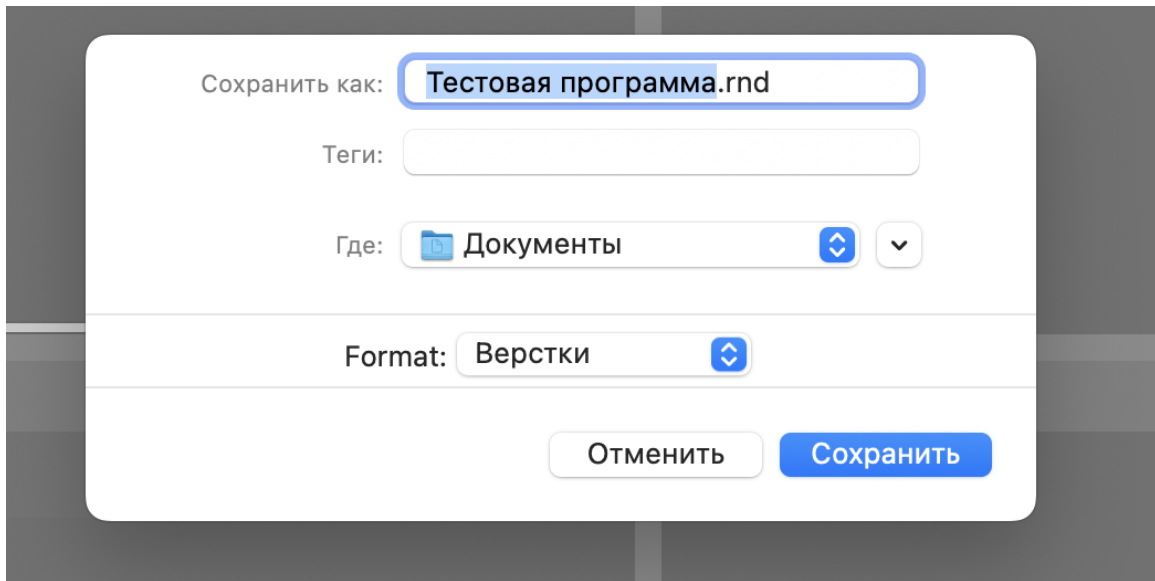 Сохранить как: Тестовая программа.rnd
Теги:
Где: Документы
Format: Верстки
Отменить Сохранить